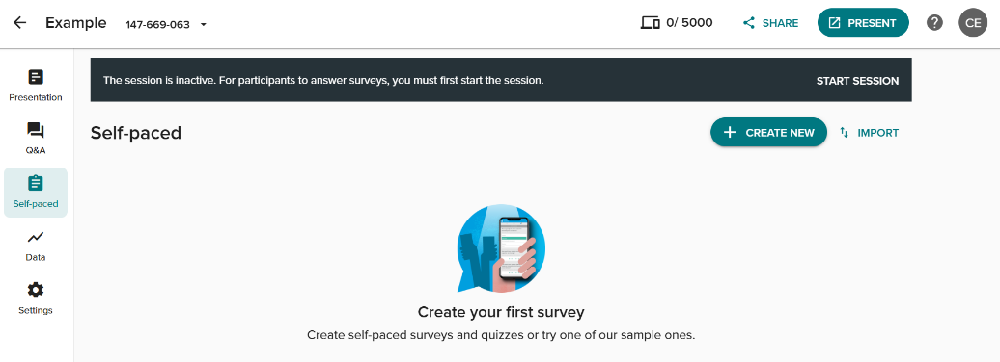 Example 147-669-063 0/ 5000 SHARE PRESENT ? CE
The session is inactive. For participants to answer surveys, you must first start the session. START SESSION
Presentation
Q&A
Self-paced
Data
Settings
Self-paced CREATE NEW IMPORT
Create your first survey
Create self-paced surveys and quizzes or try one of our sample ones.